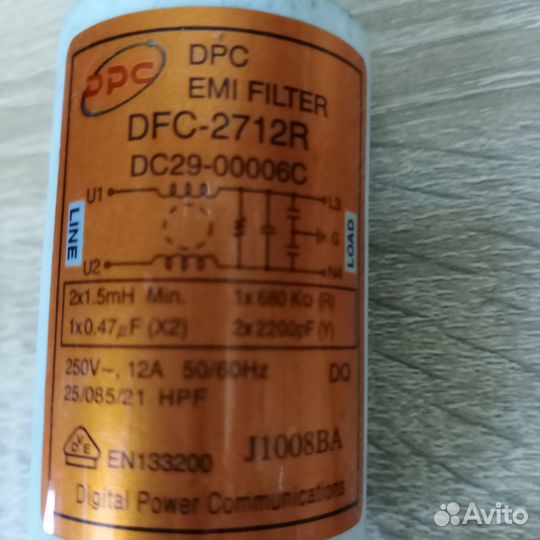 DPC
DPC
EMI FILTER
DFC-2712R
DC29-00006C
U1 L3
LINE G LOAD
U2 N4
2x1.5mH Min. 1x 680 KΩ (R)
1x0.47µF (X2) 2x 2200pF (Y)
250V~, 12A 50/60Hz DQ
25/085/21 HPF
VDE EN133200 J1008BA
Digital Power Communications
Avito